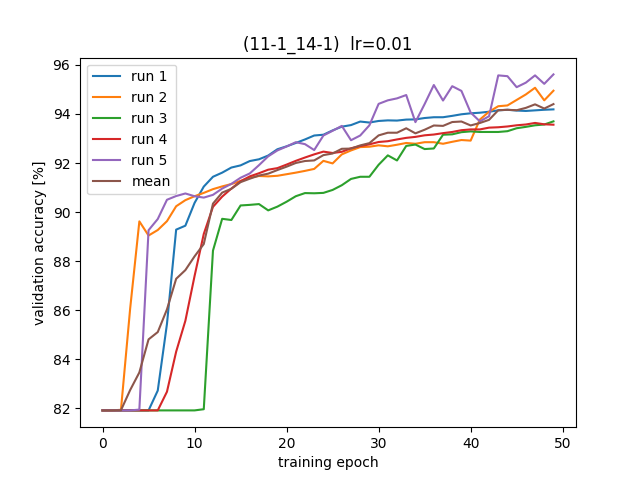 (11-1_14-1)  lr=0.01
96
94
92
90
88
86
84
82
validation accuracy [%]
run 1
run 2
run 3
run 4
run 5
mean
0
10
20
30
40
50
training epoch